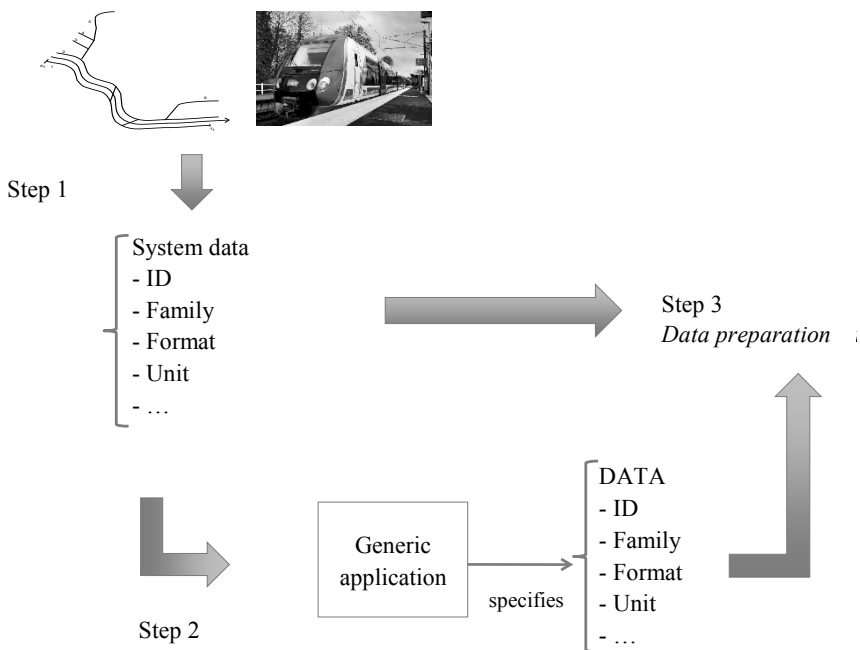 Step 1
System data
- ID
- Family
- Format
- Unit
- …
Step 3
Data preparation
Step 2
Generic
application
specifies
DATA
- ID
- Family
- Format
- Unit
- …